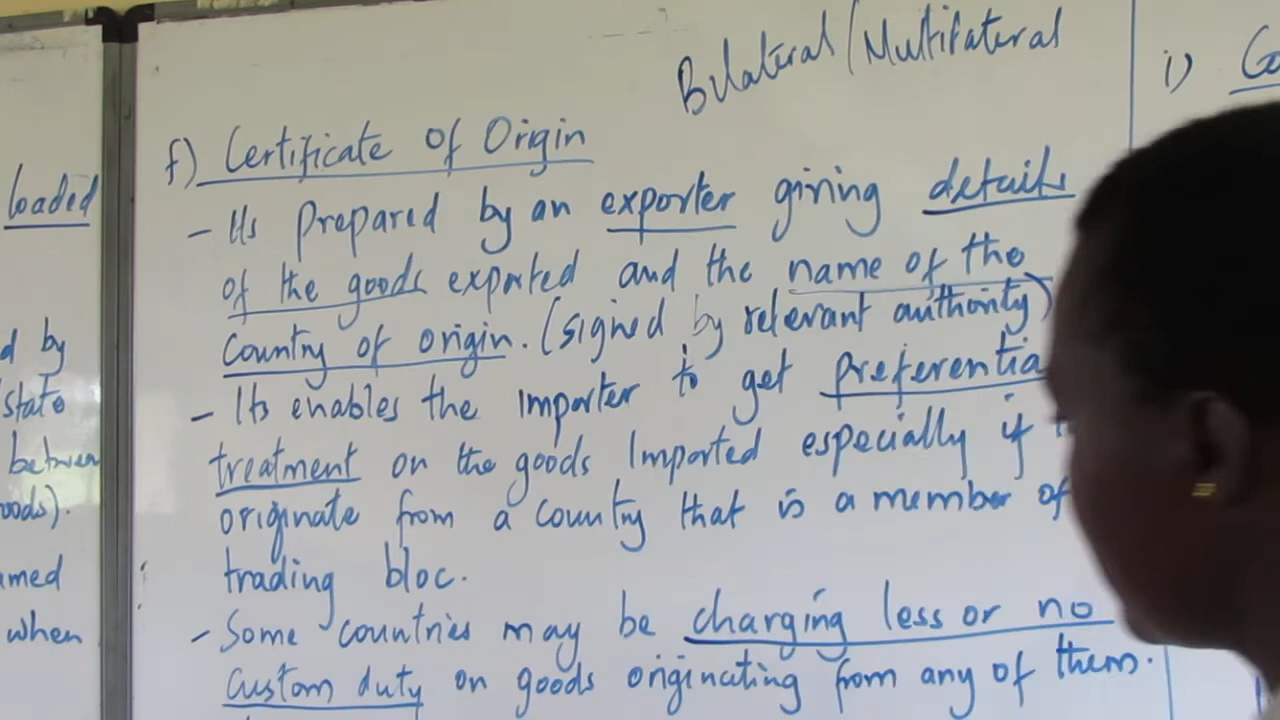 loaded
d by
state
between
oods).
amed
when
Bilateral/Multilateral
f) Certificate of Origin
- Its prepared by an exporter giving details
of the goods exported and the name of the
country of origin. (signed by relevant authority)
- Its enables the importer to get preferentia
treatment on the goods imported especially if
originate from a country that is a member of
trading bloc.
- Some countries may be charging less or no
custom duty on goods originating from any of them.
i)